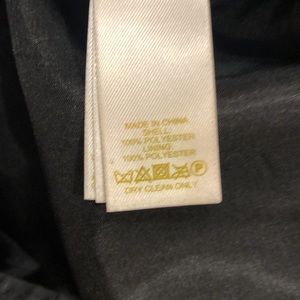 MADE IN CHINA
SHELL:
100% POLYESTER
LINING:
100% POLYESTER
P
DRY CLEAN ONLY